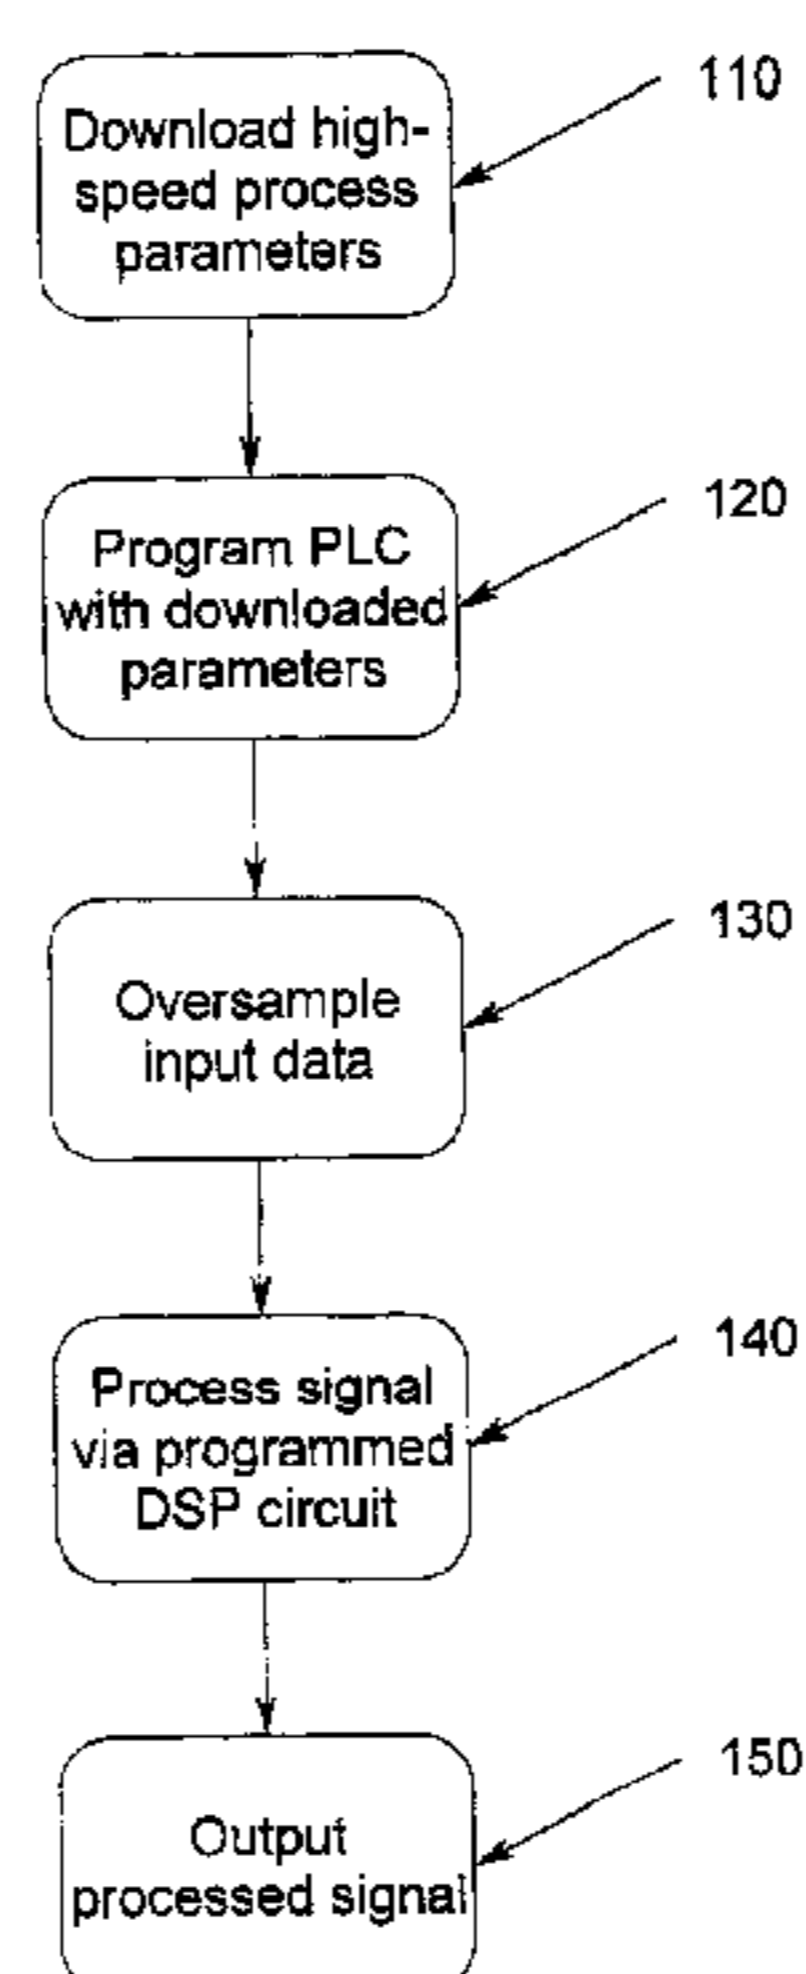 Download high-
speed process
parameters
110
Program PLC
with downloaded
parameters
120
Oversample
input data
130
Process signal
via programmed
DSP circuit
140
Output
processed signal
150